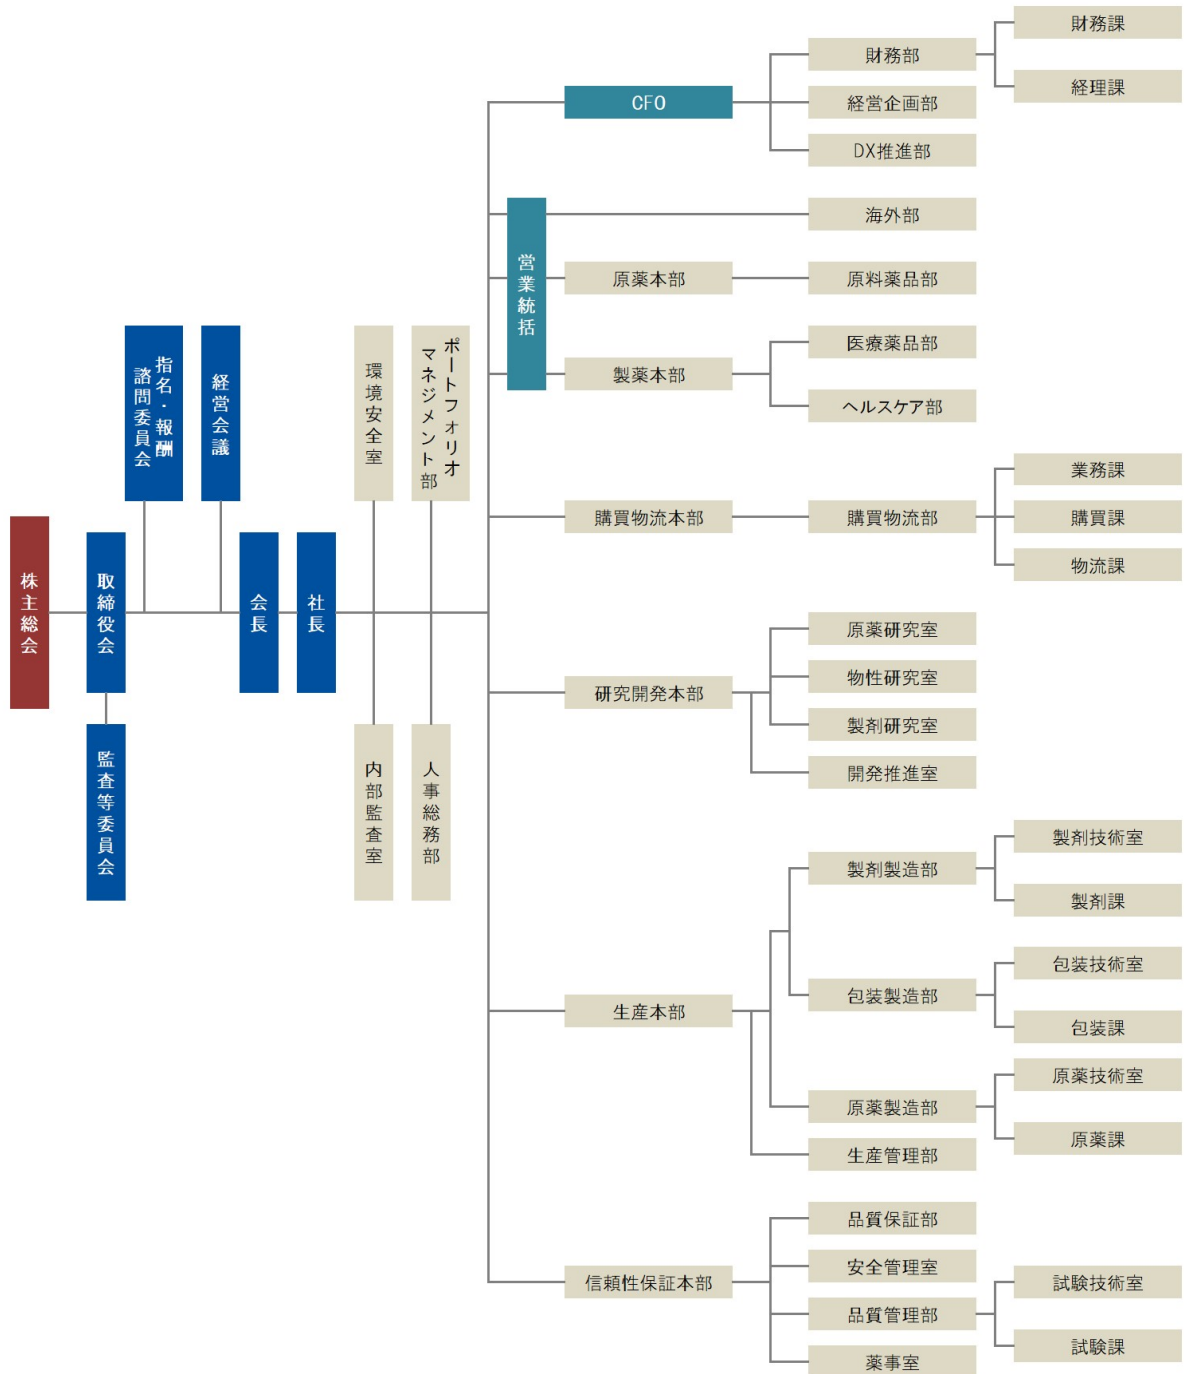 株主総会
取締役会
監査等委員会
指名・報酬
諮問委員会
経営会議
会長
社長
環境安全室
ポートフォリオ
マネジメント部
内部監査室
人事総務部
CFO
財務部
財務課
経理課
経営企画部
DX推進部
営業統括
海外部
原薬本部
原料薬品部
製薬本部
医療薬品部
ヘルスケア部
購買物流本部
購買物流部
業務課
購買課
物流課
研究開発本部
原薬研究室
物性研究室
製剤研究室
開発推進室
生産本部
製剤製造部
製剤技術室
製剤課
包装製造部
包装技術室
包装課
原薬製造部
原薬技術室
原薬課
生産管理部
信頼性保証本部
品質保証部
安全管理室
品質管理部
試験技術室
試験課
薬事室